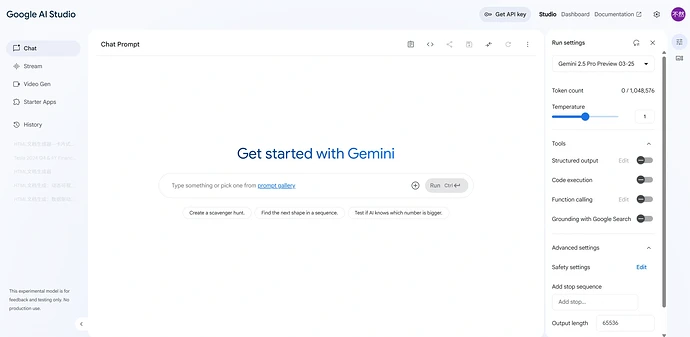 Google AI Studio
Get API key
Studio
Dashboard
Documentation
不然
Chat
Stream
Video Gen
Starter Apps
History
This experimental model is for
feedback and testing only. No
production use.
Chat Prompt
Get started with Gemini
Type something or pick one from prompt gallery
Run Ctrl
Create a scavenger hunt.
Find the next shape in a sequence.
Test if AI knows which number is bigger.
Run settings
Gemini 2.5 Pro Preview 03-25
Token count 0 / 1,048,576
Temperature
1
Tools
Structured output Edit
Code execution
Function calling Edit
Grounding with Google Search
Advanced settings
Safety settings Edit
Add stop sequence
Add stop...
Output length 65536